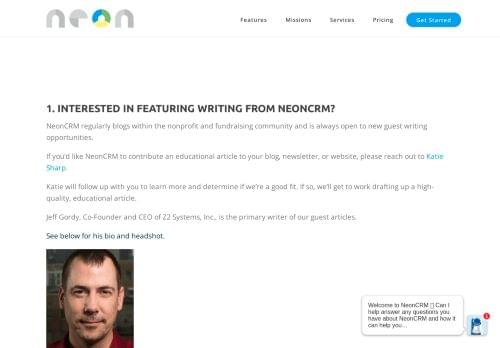 neon
Features Missions Services Pricing Get Started
1. INTERESTED IN FEATURING WRITING FROM NEONCRM?
NeonCRM regularly blogs within the nonprofit and fundraising community and is always open to new guest writing
opportunities.
If you'd like NeonCRM to contribute an educational article to your blog, newsletter, or website, please reach out to Katie
Sharp.
Katie will follow up with you to learn more and determine if we're a good fit. If so, we'll get to work drafting up a high-
quality, educational article.
Jeff Gordy, Co-Founder and CEO of Z2 Systems, Inc., is the primary writer of our guest articles.
See below for his bio and headshot.
Welcome to NeonCRM Can I
help answer any questions you
have about NeonCRM and how it
can help you...
1